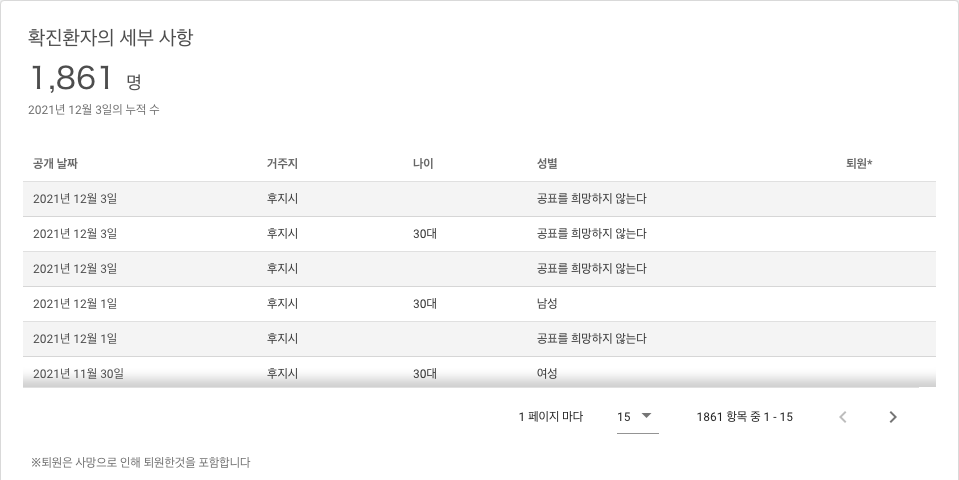 확진환자의 세부 사항
1,861 명
2021년 12월 3일의 누적 수
공개 날짜 거주지 나이 성별 퇴원*
2021년 12월 3일 후지시 공표를 희망하지 않는다
2021년 12월 3일 후지시 30대 공표를 희망하지 않는다
2021년 12월 3일 후지시 공표를 희망하지 않는다
2021년 12월 1일 후지시 30대 남성
2021년 12월 1일 후지시 공표를 희망하지 않는다
2021년 11월 30일 후지시 30대 여성
1 페이지 마다 15 1861 항목 중 1 - 15
※퇴원은 사망으로 인해 퇴원한것을 포함합니다